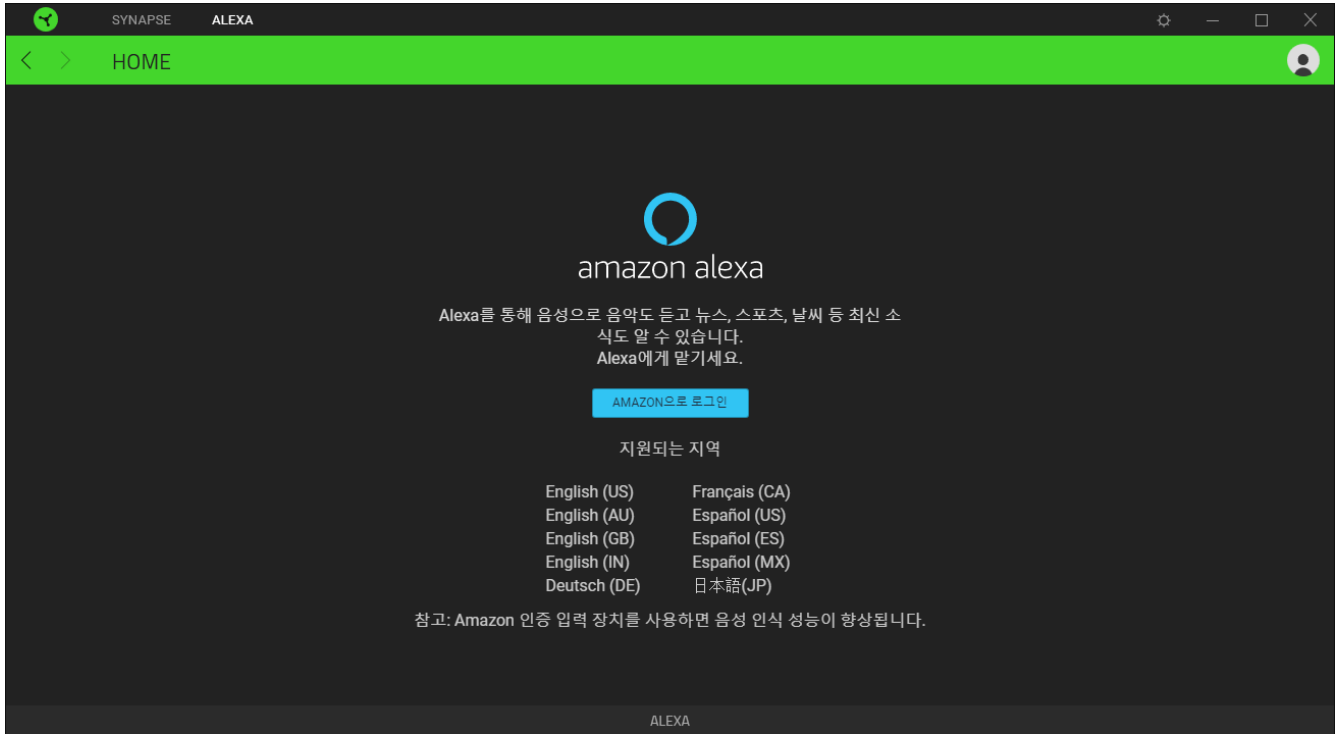 SYNAPSE ALEXA
HOME
amazon alexa
Alexa를 통해 음성으로 음악도 듣고 뉴스, 스포츠, 날씨 등 최신 소
식도 알 수 있습니다.
Alexa에게 맡기세요.
AMAZON으로 로그인
지원되는 지역
English (US) Français (CA)
English (AU) Español (US)
English (GB) Español (ES)
English (IN) Español (MX)
Deutsch (DE) 日本語(JP)
참고: Amazon 인증 입력 장치를 사용하면 음성 인식 성능이 향상됩니다.
ALEXA